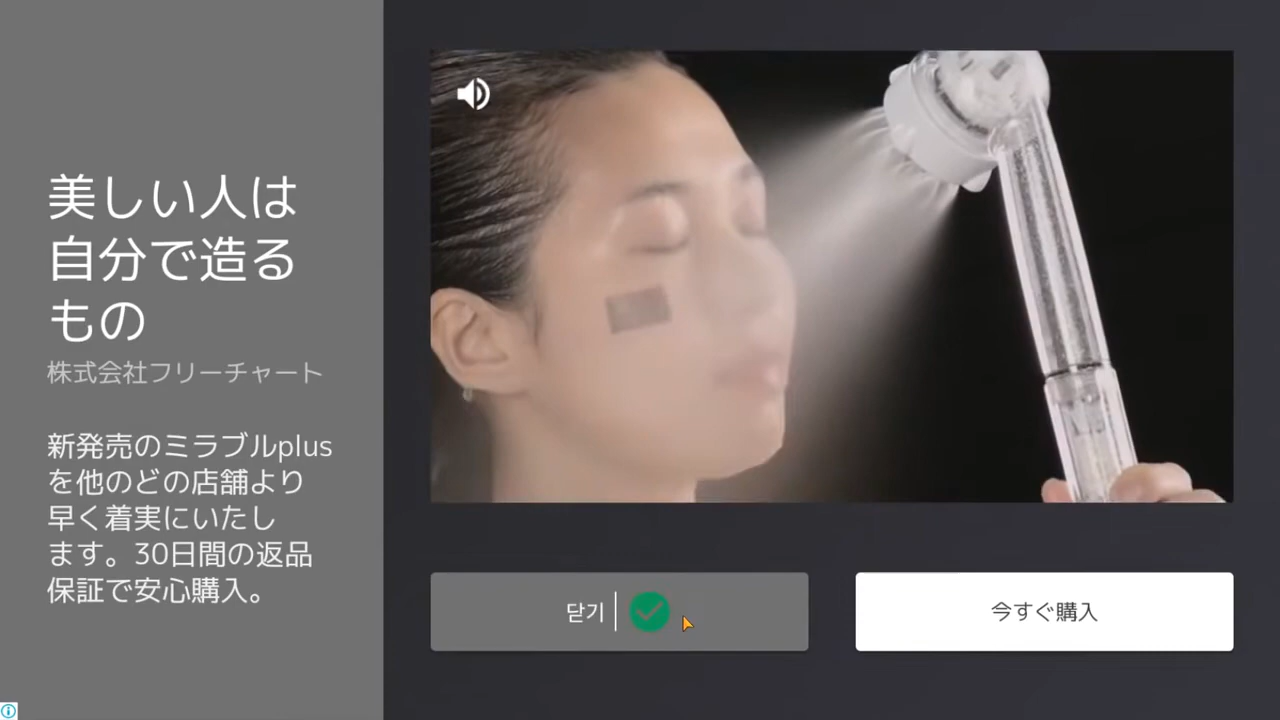 美しい人は
自分で造る
もの
株式会社フリーチャート
新発売のミラブルplus
を他のどの店舗より
早く着実にいたし
ます。30日間の返品
保証で安心購入。
닫기
今すぐ購入